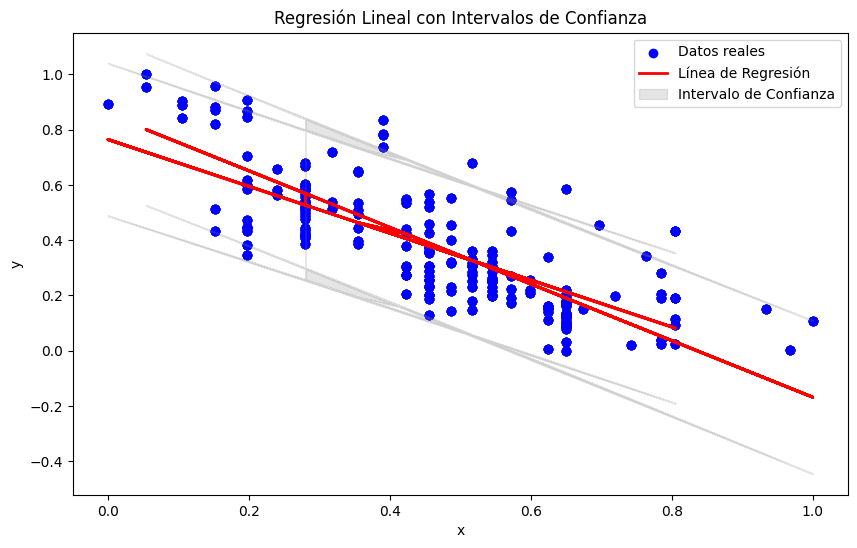 Regresión Lineal con Intervalos de Confianza
Datos reales
Línea de Regresión
Intervalo de Confianza
1.0
0.8
0.6
0.4
0.2
0.0
−0.2
−0.4
y
0.0 0.2 0.4 0.6 0.8 1.0
x